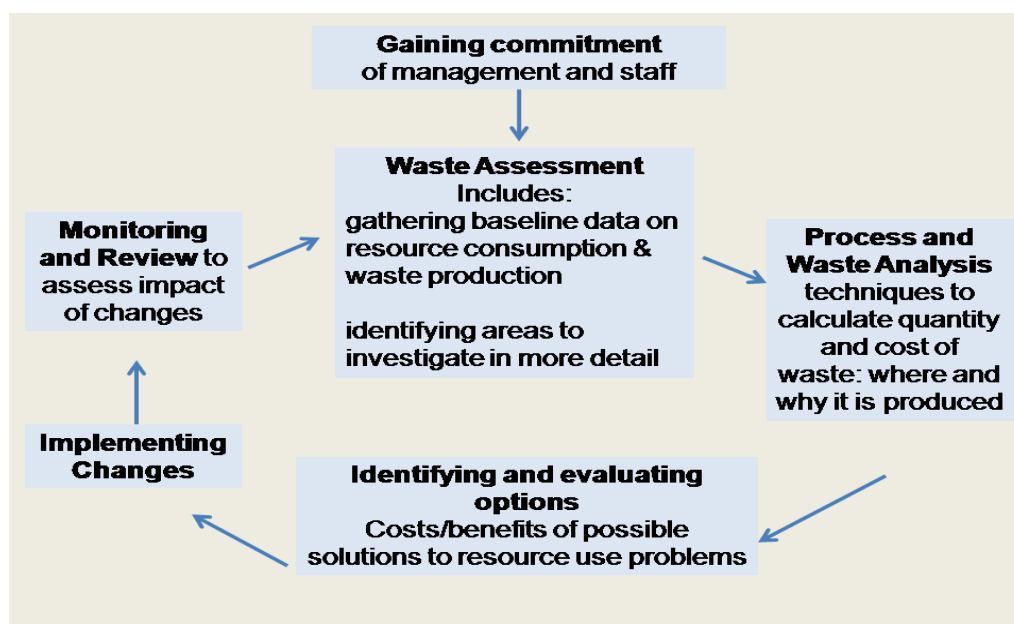 Gaining commitment
of management and staff
Waste Assessment
Includes:
gathering baseline data on
resource consumption &
waste production
identifying areas to
investigate in more detail
Process and
Waste Analysis
techniques to
calculate quantity
and cost of
waste: where and
why it is produced
Identifying and evaluating
options
Costs/benefits of possible
solutions to resource use problems
Implementing
Changes
Monitoring
and Review to
assess impact
of changes